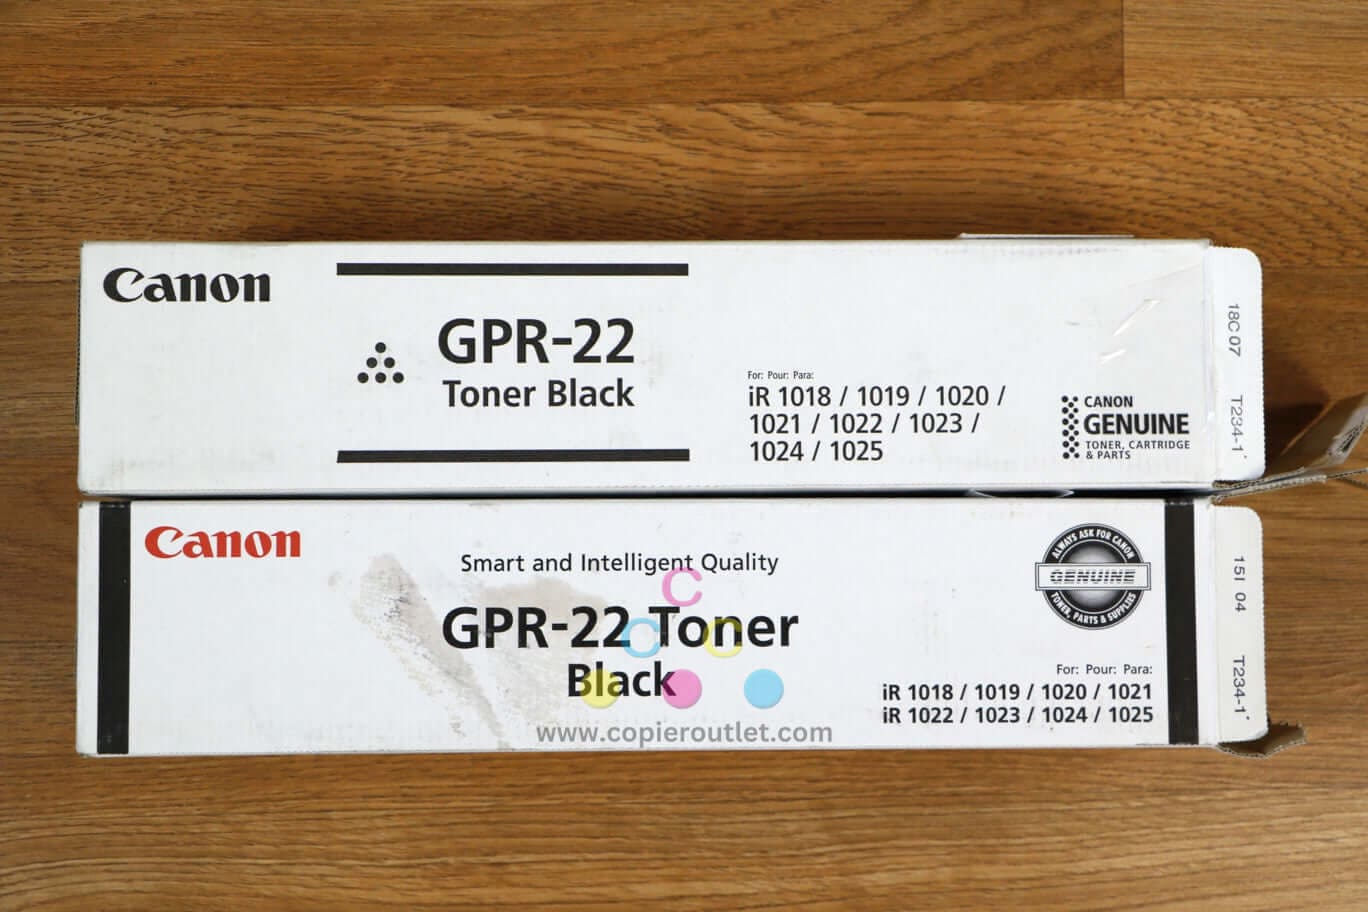 Canon
GPR-22
Toner Black
For: Pour: Para:
iR 1018 / 1019 / 1020 /
1021 / 1022 / 1023 /
1024 / 1025
CANON
GENUINE
TONER, CARTRIDGE
& PARTS
18C 07
T234-1*
Canon
Smart and Intelligent Quality
GPR-22 Toner
Black
ALWAYS ASK FOR CANON
GENUINE
TONER, PARTS & SUPPLIES
For: Pour: Para:
iR 1018 / 1019 / 1020 / 1021
iR 1022 / 1023 / 1024 / 1025
15I 04
T234-1*
C
C C
www.copieroutlet.com